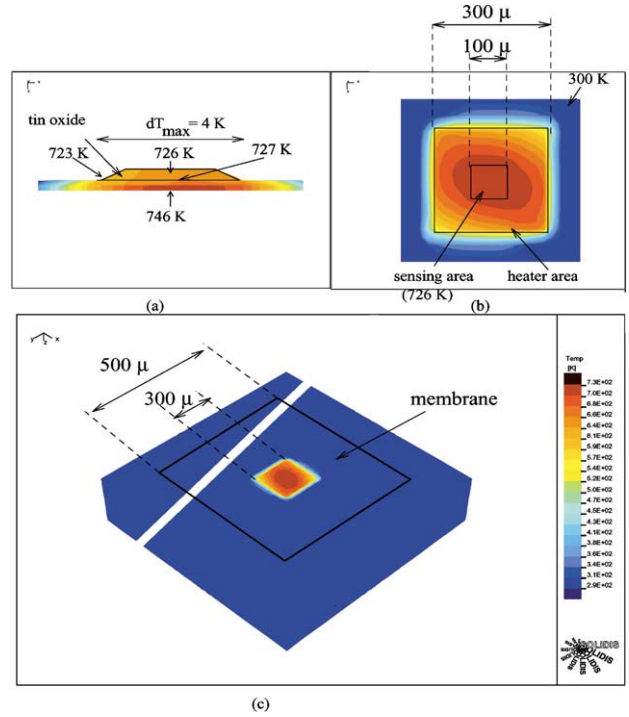 300 μ
100 μ
300 K
tin oxide
dT max = 4 K
723 K
726 K
727 K
746 K
sensing area
(726 K)
heater area
(a)
(b)
500 μ
300 μ
membrane
y z x
Temp
[K]
7.3E+02
7.0E+02
6.8E+02
6.6E+02
6.4E+02
6.1E+02
5.9E+02
5.7E+02
5.4E+02
5.2E+02
5.0E+02
4.7E+02
4.5E+02
4.3E+02
4.1E+02
3.8E+02
3.6E+02
3.4E+02
3.1E+02
2.9E+02
SOLIDIS
(c)